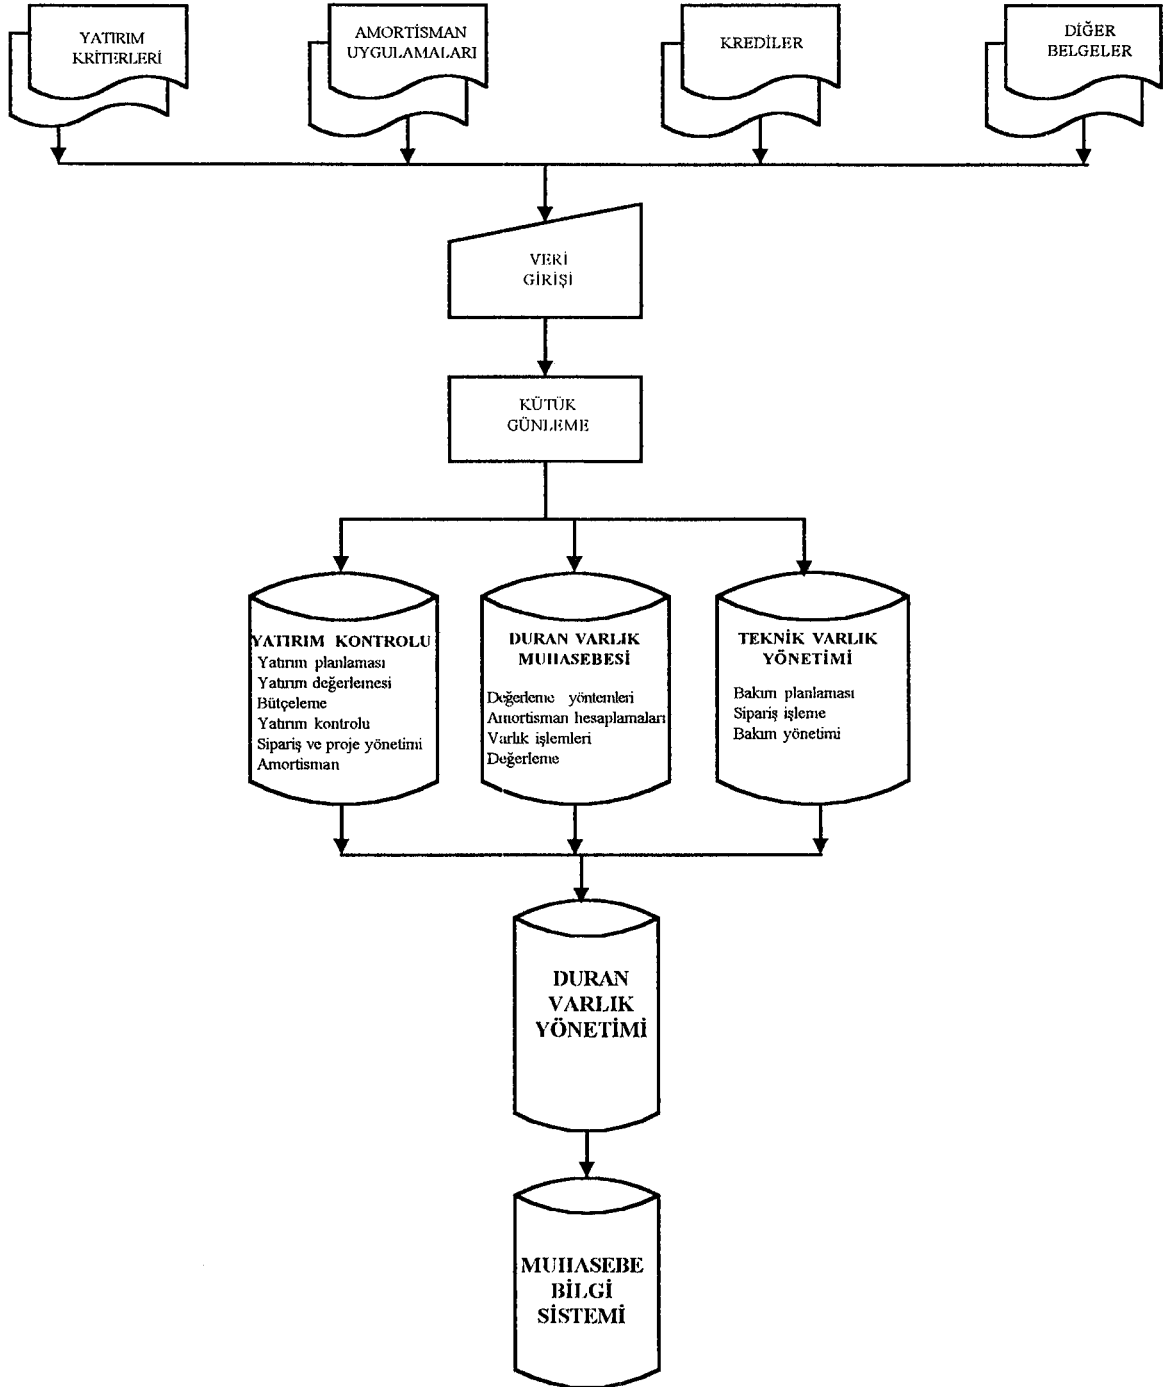 YATIRIM
KRİTERLERİ
AMORTİSMAN
UYGULAMALARI
KREDİLER
DİĞER
BELGELER
VERİ
GİRİŞİ
KÜTÜK
GÜNLEME
YATIRIM KONTROLU
Yatırım planlaması
Yatırım değerlemesi
Bütçeleme
Yatırım kontrolu
Sipariş ve proje yönetimi
Amortisman
DURAN VARLIK
MUHASEBESİ
Değerleme yöntemleri
Amortisman hesaplamaları
Varlık işlemleri
Değerleme
TEKNİK VARLIK
YÖNETİMİ
Bakım planlaması
Sipariş işleme
Bakım yönetimi
DURAN
VARLIK
YÖNETİMİ
MUHASEBE
BİLGİ
SİSTEMİ